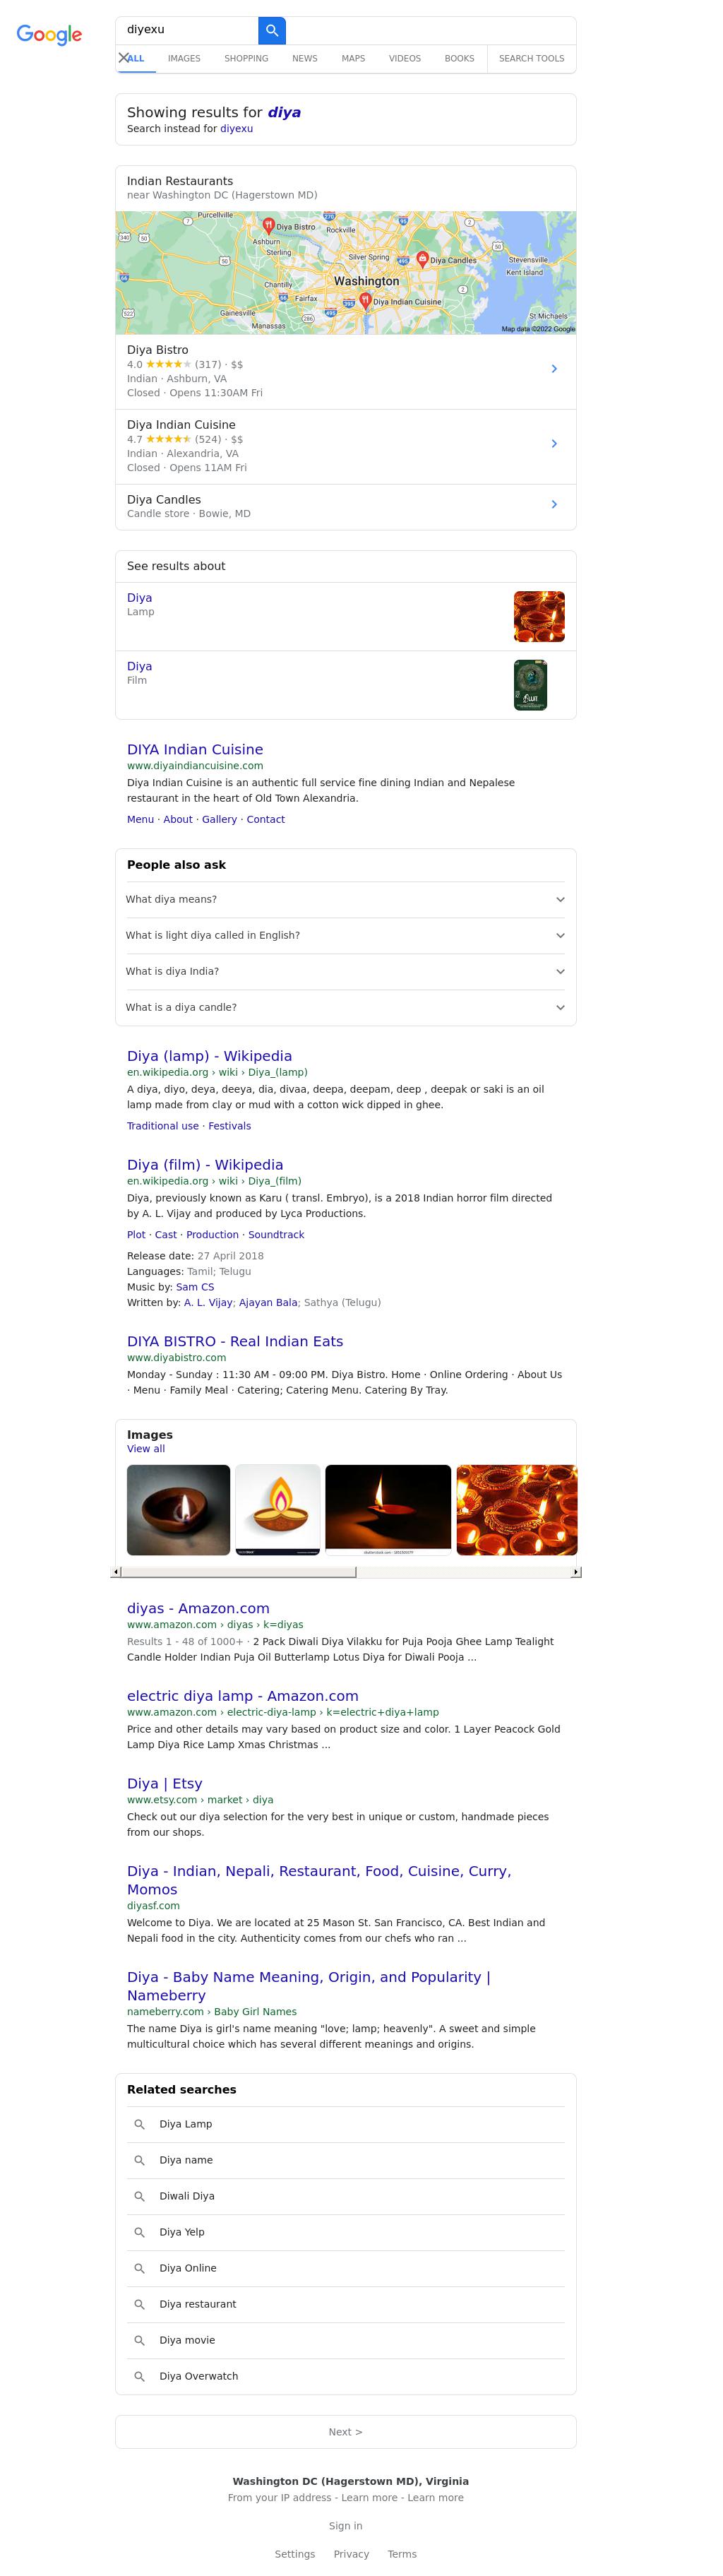 Google
diyexu
ALL IMAGES SHOPPING NEWS MAPS VIDEOS BOOKS SEARCH TOOLS
Showing results for diya
Search instead for diyexu
Indian Restaurants
near Washington DC (Hagerstown MD)
Purcellville
Diya Bistro
Rockville
Ashburn
Sterling
Silver Spring
Diya Candles
Stevensville
Kent Island
Chantilly
Washington
Fairfax
Diya Indian Cuisine
Gainesville
Manassas
St Michaels
Map data ©2022 Google
Diya Bistro
4.0 (317) · $$
Indian · Ashburn, VA
Closed · Opens 11:30AM Fri
Diya Indian Cuisine
4.7 (524) · $$
Indian · Alexandria, VA
Closed · Opens 11AM Fri
Diya Candles
Candle store · Bowie, MD
See results about
Diya
Lamp
Diya
Film
DIYA Indian Cuisine
www.diyaindiancuisine.com
Diya Indian Cuisine is an authentic full service fine dining Indian and Nepalese
restaurant in the heart of Old Town Alexandria.
Menu · About · Gallery · Contact
People also ask
What diya means?
What is light diya called in English?
What is diya India?
What is a diya candle?
Diya (lamp) - Wikipedia
en.wikipedia.org › wiki › Diya_(lamp)
A diya, diyo, deya, deeya, dia, divaa, deepa, deepam, deep , deepak or saki is an oil
lamp made from clay or mud with a cotton wick dipped in ghee.
Traditional use · Festivals
Diya (film) - Wikipedia
en.wikipedia.org › wiki › Diya_(film)
Diya, previously known as Karu ( transl. Embryo), is a 2018 Indian horror film directed
by A. L. Vijay and produced by Lyca Productions.
Plot · Cast · Production · Soundtrack
Release date: 27 April 2018
Languages: Tamil; Telugu
Music by: Sam CS
Written by: A. L. Vijay; Ajayan Bala; Sathya (Telugu)
DIYA BISTRO - Real Indian Eats
www.diyabistro.com
Monday - Sunday : 11:30 AM - 09:00 PM. Diya Bistro. Home · Online Ordering · About Us
· Menu · Family Meal · Catering; Catering Menu. Catering By Tray.
Images
View all
diyas - Amazon.com
www.amazon.com › diyas › k=diyas
Results 1 - 48 of 1000+ · 2 Pack Diwali Diya Vilakku for Puja Pooja Ghee Lamp Tealight
Candle Holder Indian Puja Oil Butterlamp Lotus Diya for Diwali Pooja ...
electric diya lamp - Amazon.com
www.amazon.com › electric-diya-lamp › k=electric+diya+lamp
Price and other details may vary based on product size and color. 1 Layer Peacock Gold
Lamp Diya Rice Lamp Xmas Christmas ...
Diya | Etsy
www.etsy.com › market › diya
Check out our diya selection for the very best in unique or custom, handmade pieces
from our shops.
Diya - Indian, Nepali, Restaurant, Food, Cuisine, Curry,
Momos
diyasf.com
Welcome to Diya. We are located at 25 Mason St. San Francisco, CA. Best Indian and
Nepali food in the city. Authenticity comes from our chefs who ran ...
Diya - Baby Name Meaning, Origin, and Popularity |
Nameberry
nameberry.com › Baby Girl Names
The name Diya is girl's name meaning "love; lamp; heavenly". A sweet and simple
multicultural choice which has several different meanings and origins.
Related searches
Diya Lamp
Diya name
Diwali Diya
Diya Yelp
Diya Online
Diya restaurant
Diya movie
Diya Overwatch
Next >
Washington DC (Hagerstown MD), Virginia
From your IP address - Learn more - Learn more
Sign in
Settings Privacy Terms